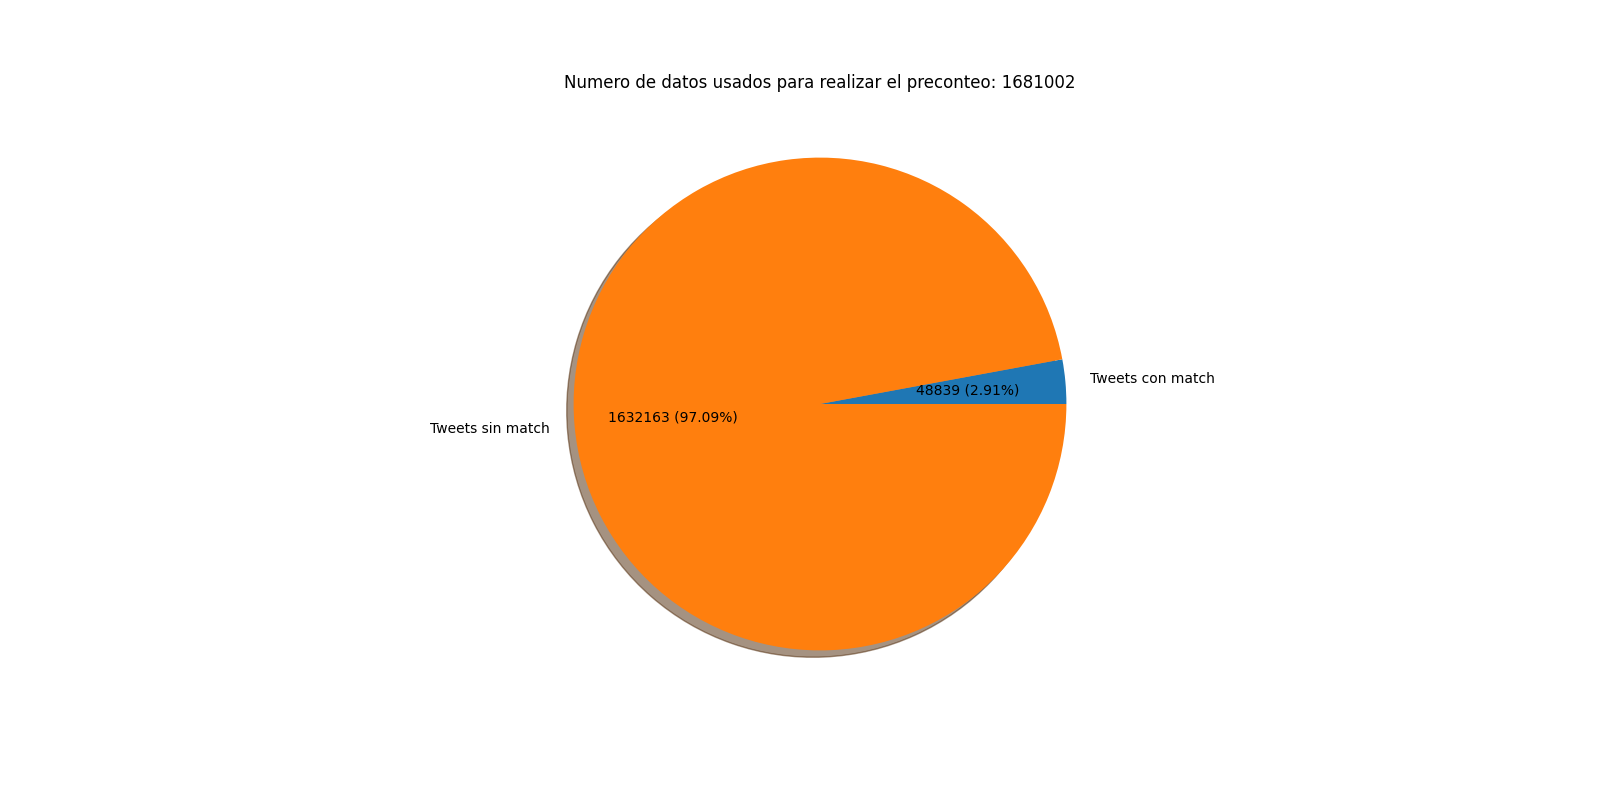 Numero de datos usados para realizar el preconteo: 1681002
Tweets con match
48839 (2.91%)
1632163 (97.09%)
Tweets sin match